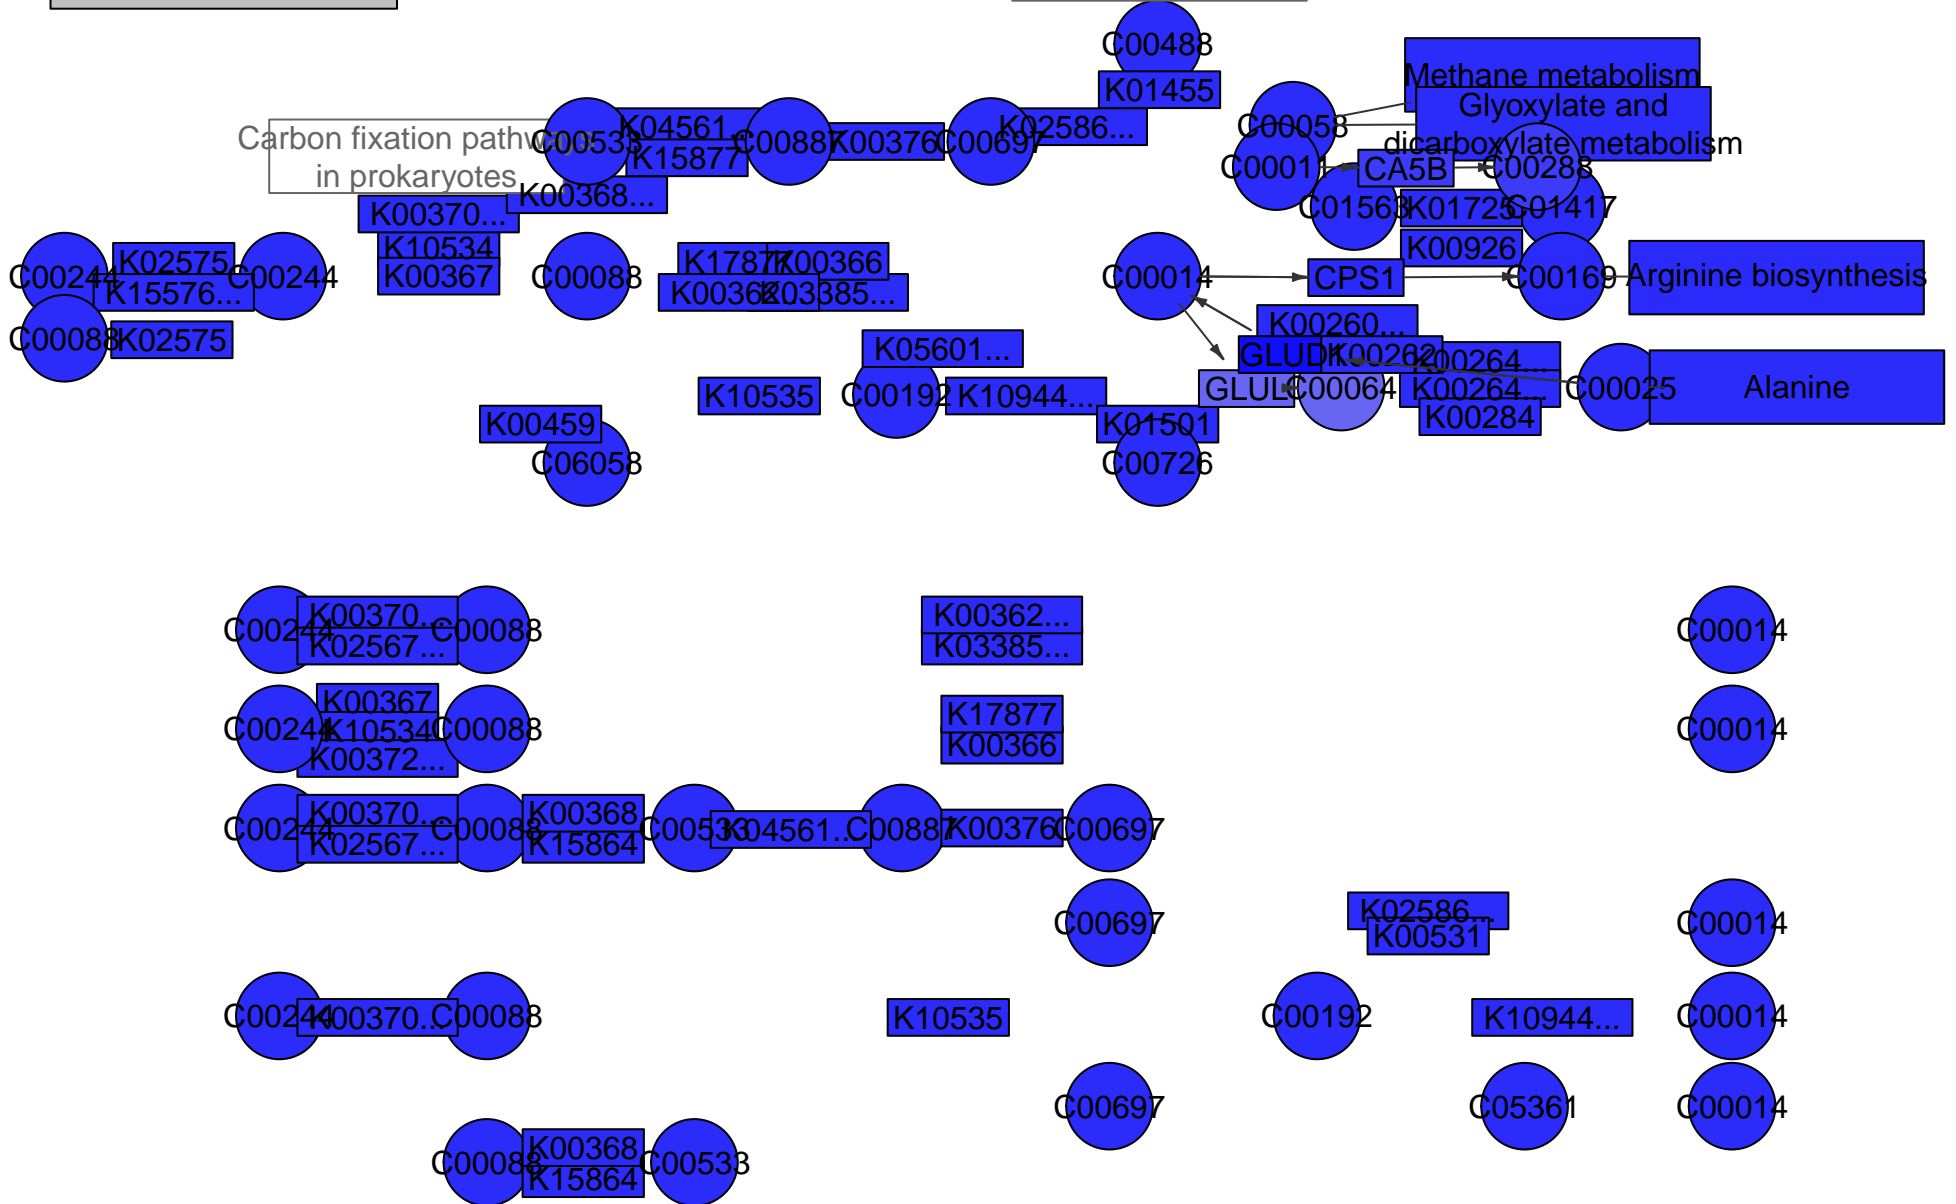 C00488
K01455
Methane metabolism
Glyoxylate and
dicarboxylate metabolism
Carbon fixation pathways
in prokaryotes
C00533
K04561...
K15877
C00887
K00376
C00697
K02586...
C00058
C00011
CA5B
C00288
K00368...
K00370...
C01563
K01725
C01417
K10534
K00367
K00926
C00244
K02575
K15576...
C00244
C00088
K17877
K00366
K00362...
K03385...
C00014
CPS1
C00169
Arginine biosynthesis
C00088
K02575
K00260...
K05601...
GLUD1
K00262
K00264...
K10535
C00192
K10944...
GLUL
C00064
K00264...
C00025
Alanine
K00284
K00459
K01501
C06058
C00726
C00244
K00370...
K02567...
C00088
K00362...
K03385...
C00014
C00244
K00367
K10534
K00372...
C00088
K17877
K00366
C00014
C00244
K00370...
K02567...
C00088
K00368
K15864
C00533
K04561...
C00887
K00376
C00697
C00697
K02586...
K00531
C00014
C00244
K00370...
C00088
K10535
C00192
K10944...
C00014
C00697
C05361
C00014
C00088
K00368
K15864
C00533